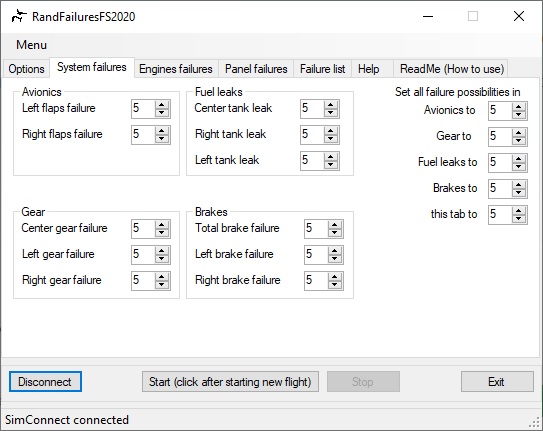 RandFailuresFS2020
Menu
Options System failures Engines failures Panel failures Failure list Help ReadMe (How to use)
Avionics
Left flaps failure 5
Right flaps failure 5
Fuel leaks
Center tank leak 5
Right tank leak 5
Left tank leak 5
Set all failure possibilities in
Avionics to 5
Gear to 5
Fuel leaks to 5
Brakes to 5
this tab to 5
Gear
Center gear failure 5
Left gear failure 5
Right gear failure 5
Brakes
Total brake failure 5
Left brake failure 5
Right brake failure 5
Disconnect Start (click after starting new flight) Stop Exit
SimConnect connected